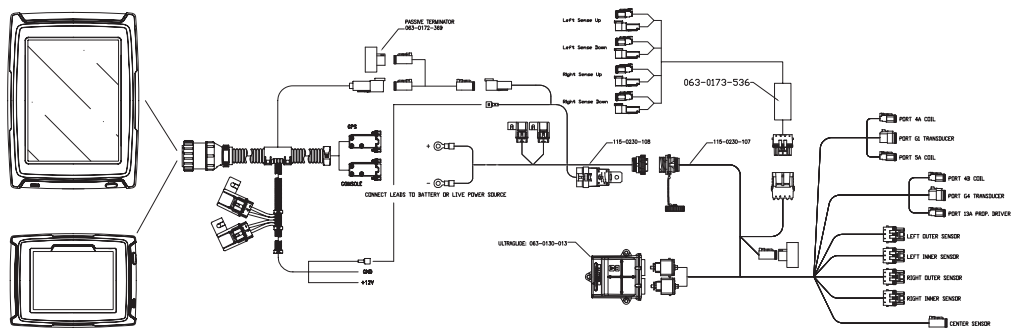 PASSIVE TERMINATOR
063-0172-369
Left Sense Up
Left Sense Down
Right Sense Up
Right Sense Down
063-0173-536
GPS
CONSOLE
+
-
CONNECT LEADS TO BATTERY OR LIVE POWER SOURCE
115-0230-108
115-0230-107
ULTRAGLIDE: 063-0130-013
GND
+12V
PORT 4A COIL
PORT G1 TRANSDUCER
PORT 5A COIL
PORT 4B COIL
PORT G4 TRANSDUCER
PORT 13A PROP. DRIVER
LEFT OUTER SENSOR
LEFT INNER SENSOR
RIGHT OUTER SENSOR
RIGHT INNER SENSOR
CENTER SENSOR